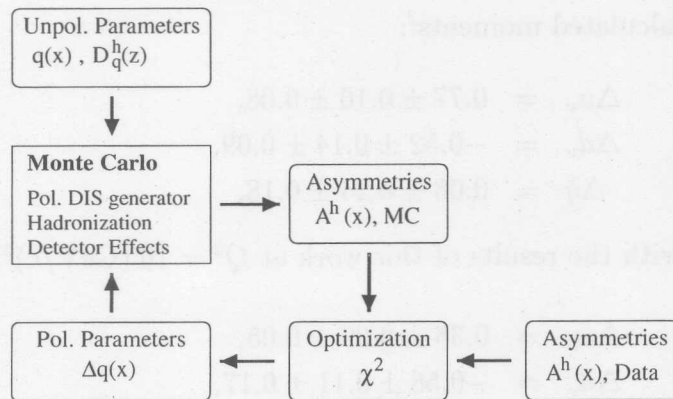 Unpol. Parameters
q(x) , D_q^h(z)
Monte Carlo
Pol. DIS generator
Hadronization
Detector Effects
Asymmetries
A^h(x), MC
Pol. Parameters
Δq(x)
Optimization
χ²
Asymmetries
A^h(x), Data